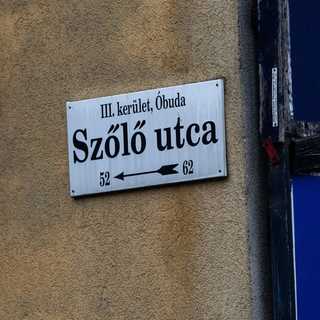 III. kerület, Óbuda
Szőlő utca
52 62